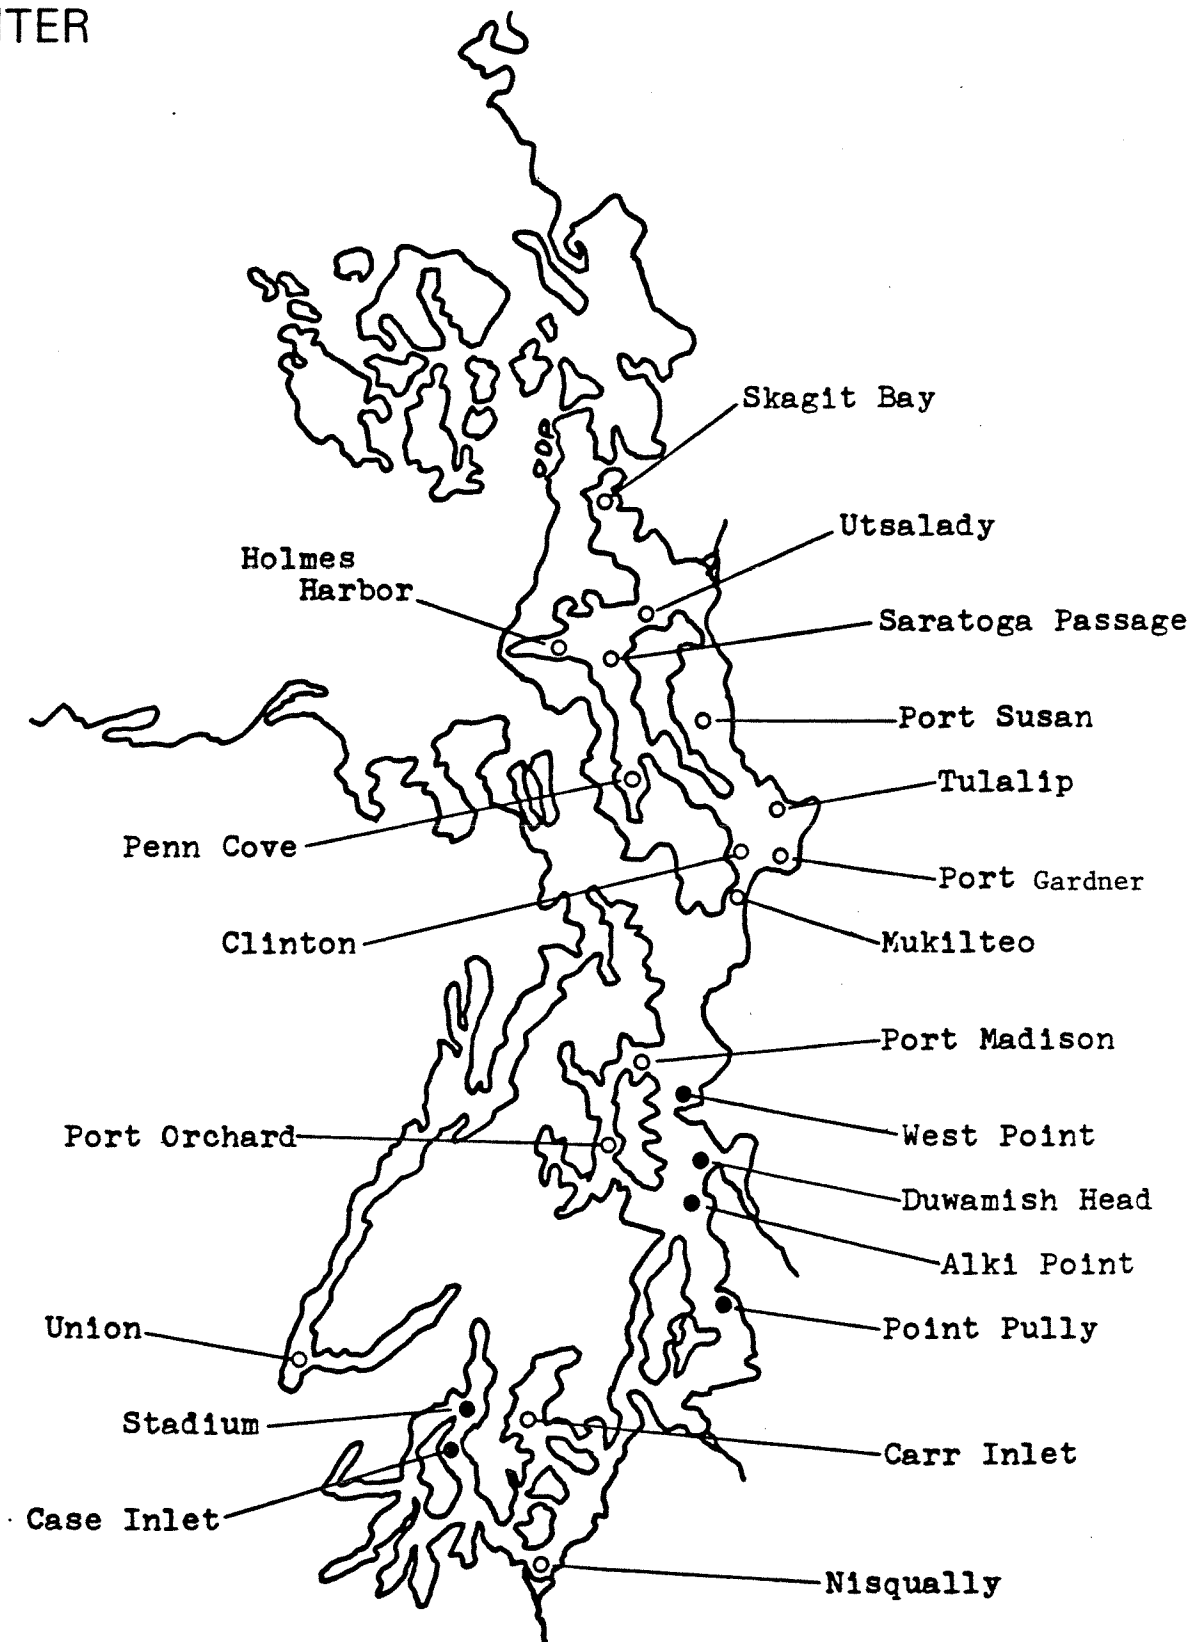 NTER
Skagit Bay
Utsalady
Holmes
Harbor
Saratoga Passage
Port Susan
Tulalip
Penn Cove
Port Gardner
Clinton
Mukilteo
Port Madison
Port Orchard
West Point
Duwamish Head
Alki Point
Union
Point Pully
Stadium
Carr Inlet
Case Inlet
Nisqually